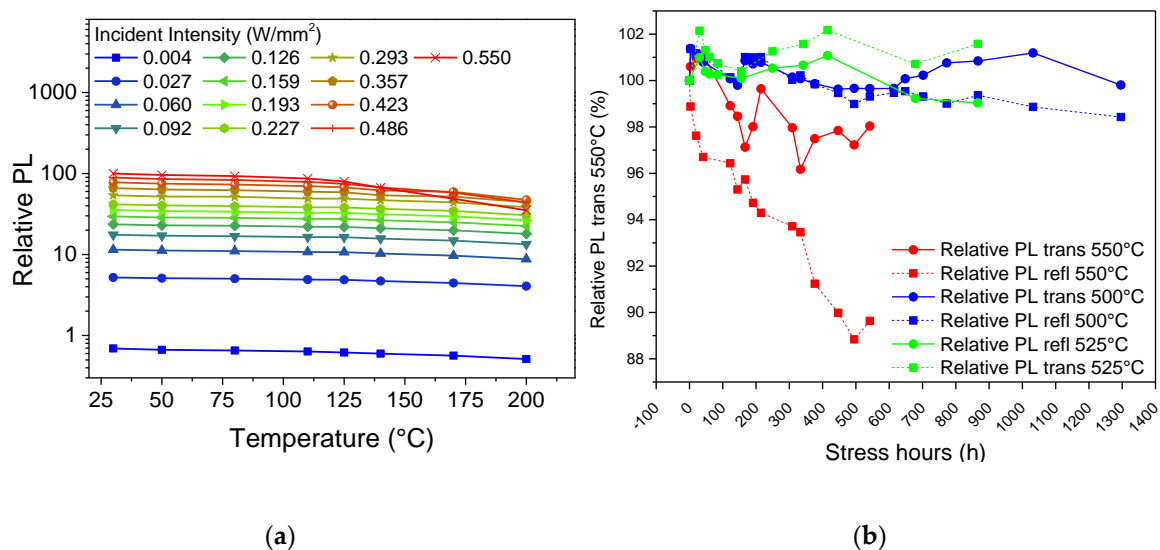 Incident Intensity (W/mm²)
0.004 0.126 0.293 0.550
0.027 0.159 0.357
0.060 0.193 0.423
0.092 0.227 0.486
1000
100
10
1
Relative PL
25 50 75 100 125 150 175 200
Temperature (°C)
(a)
102
100
98
96
94
92
90
88
Relative PL trans 550°C (%)
Relative PL trans 550°C
Relative PL refl 550°C
Relative PL trans 500°C
Relative PL refl 500°C
Relative PL refl 525°C
Relative PL trans 525°C
-100 0 100 200 300 400 500 600 700 800 900 1000 1100 1200 1300 1400
Stress hours (h)
(b)